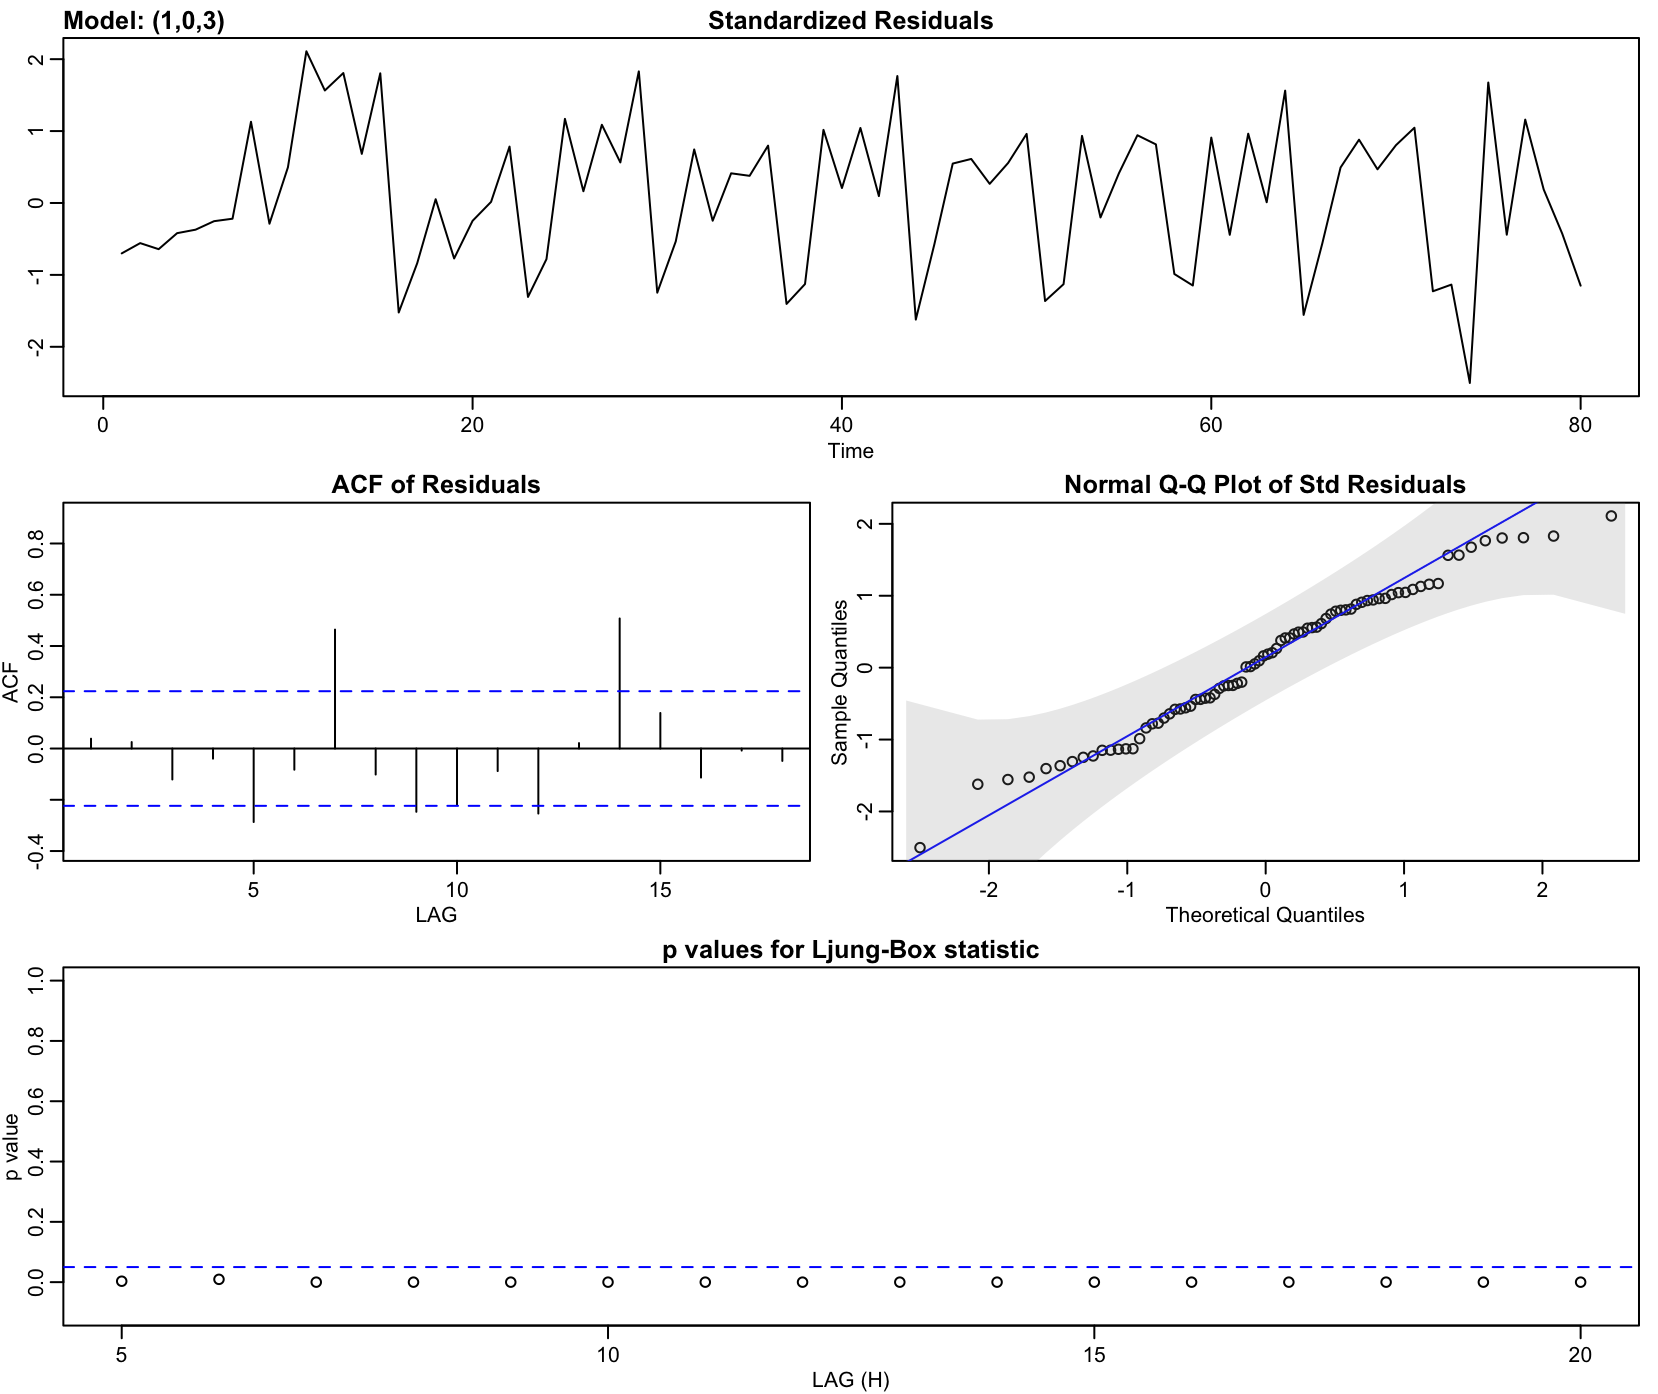 Model: (1,0,3) Standardized Residuals
2
1
0
-1
-2
0 20 40 60 80
Time
ACF of Residuals
0.8
0.6
0.4
0.2
0.0
-0.4
ACF
5 10 15
LAG
Normal Q-Q Plot of Std Residuals
2
1
0
-1
-2
Sample Quantiles
-2 -1 0 1 2
Theoretical Quantiles
p values for Ljung-Box statistic
1.0
0.8
0.6
0.4
0.2
0.0
p value
5 10 15 20
LAG (H)